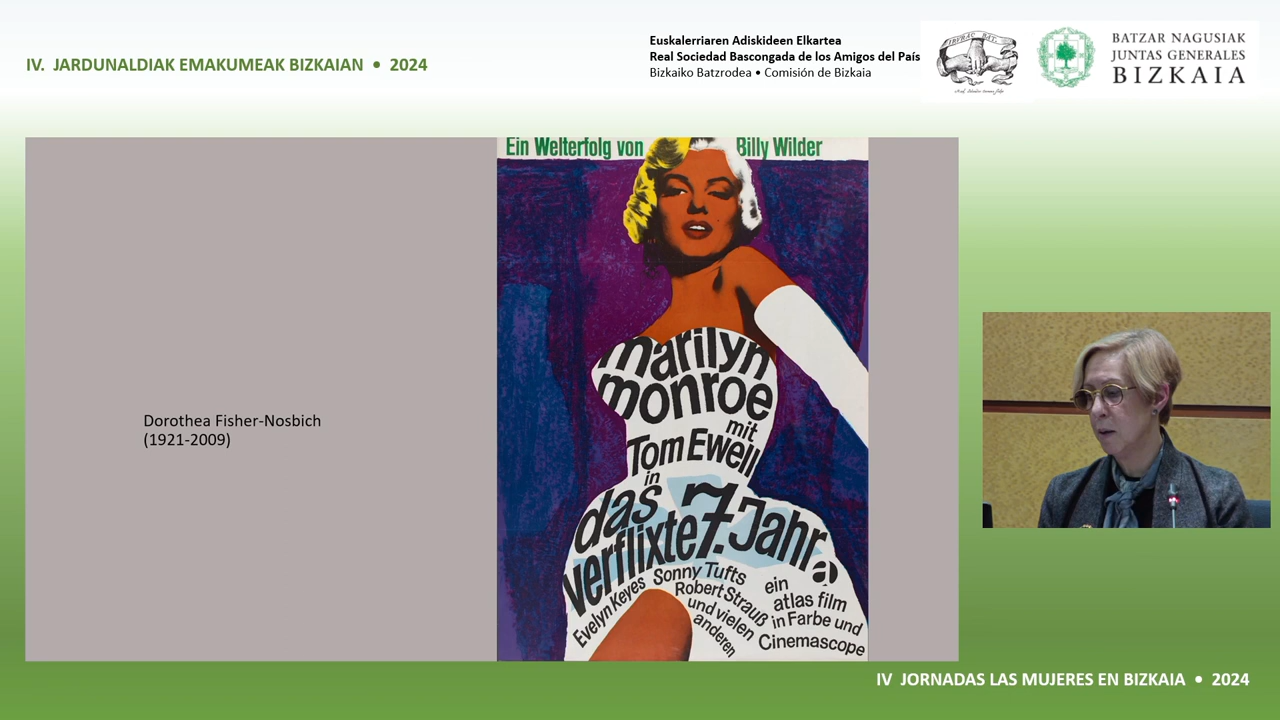 Euskalerriaren Adiskideen Elkartea
Real Sociedad Bascongada de los Amigos del País
Bizkaiko Batzrodea • Comisión de Bizkaia
BATZAR NAGUSIAK
JUNTAS GENERALES
BIZKAIA
IV. JARDUNALDIAK EMAKUMEAK BIZKAIAN • 2024
Ein Welterfolg von Billy Wilder
marilyn
monroe
mit
Tom Ewell
in
das
verflixte 7. Jahr
a
Evelyn Keyes
Sonny Tufts
Robert Strauß
und vielen
anderen
ein
atlas film
in Farbe und
Cinemascope
Dorothea Fisher-Nosbich
(1921-2009)
IV JORNADAS LAS MUJERES EN BIZKAIA • 2024